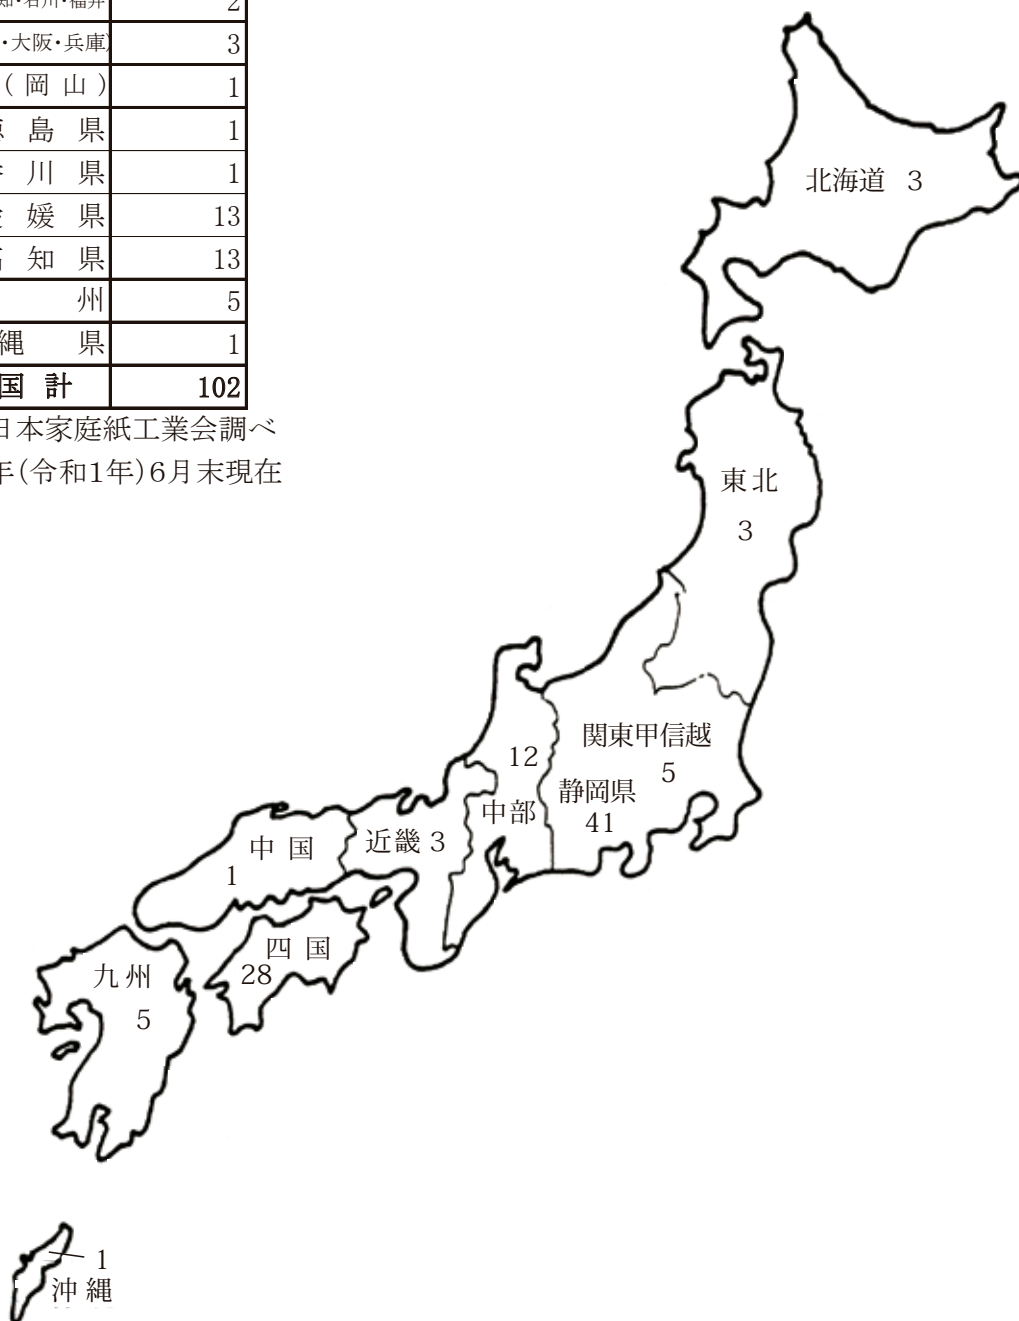 知・石川・福井 2
・大阪・兵庫) 3
(岡山) 1
島県 1
川県 1
媛県 13
知県 13
州 5
縄県 1
国計 102
日本家庭紙工業会調べ
年(令和1年)6月末現在
北海道 3
東北
3
関東甲信越
5
静岡県
41
12
中部
近畿 3
中国
1
四国
28
九州
5
1
沖縄